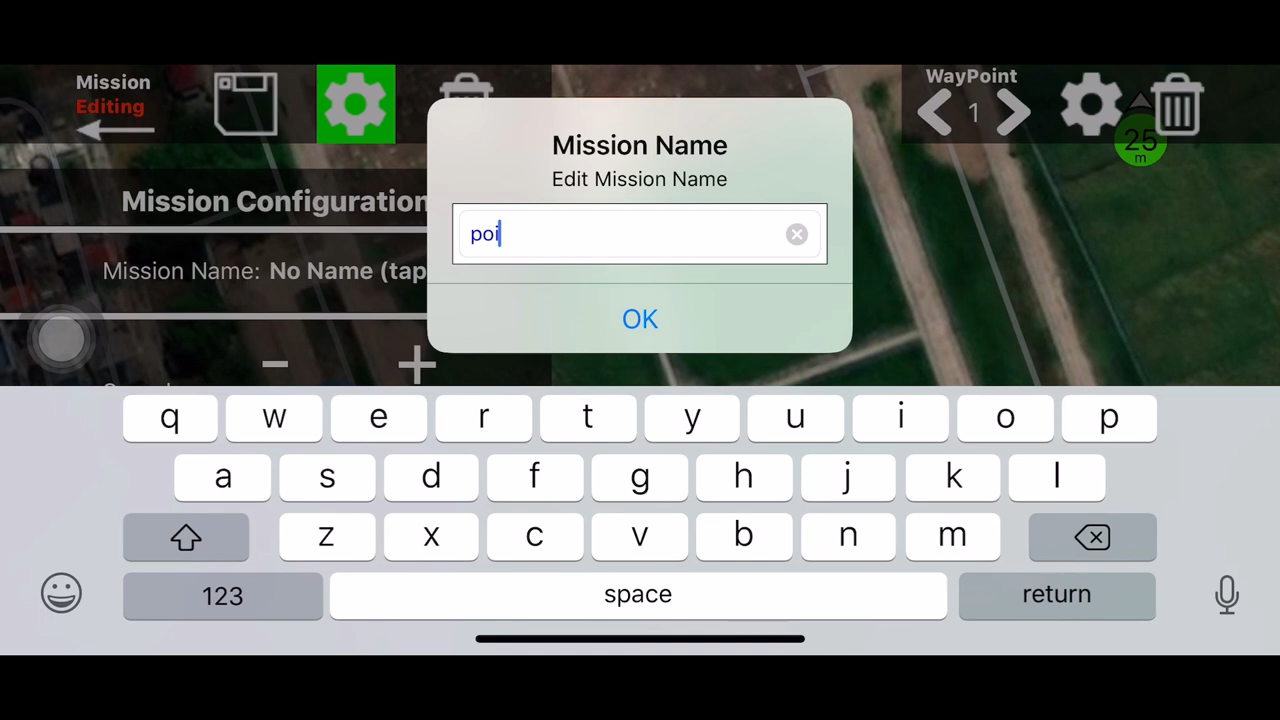 Mission
Editing
WayPoint
1
25
m
Mission Configuration
Mission Name: No Name (tap
Mission Name
Edit Mission Name
poi
OK
q w e r t y u i o p
a s d f g h j k l
z x c v b n m
123 space return